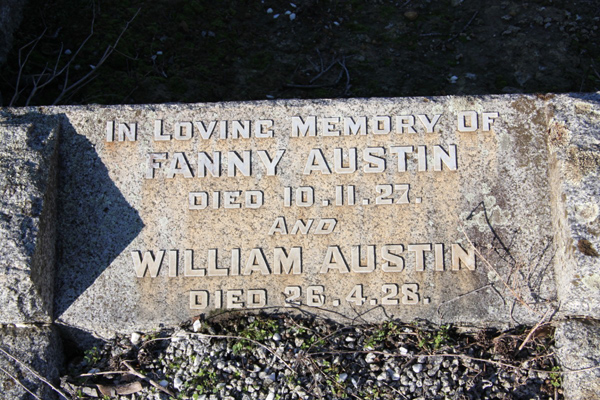 IN LOVING MEMORY OF
FANNY AUSTIN
DIED 10.11.27.
AND
WILLIAM AUSTIN
DIED 26.4.28.